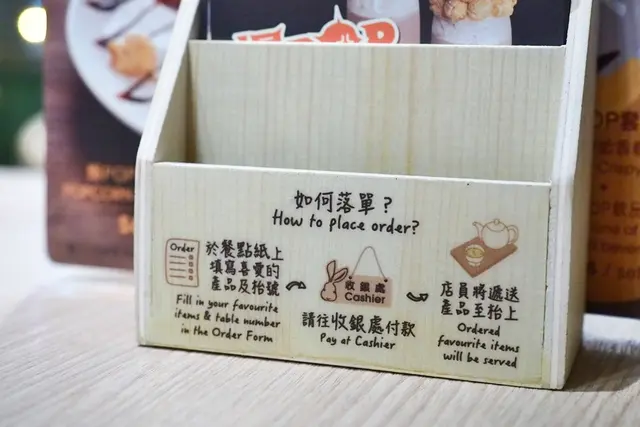 如何落單？
How to place order?
Order
於餐點紙上
填寫喜愛的
產品及枱號
Fill in your favourite
items & table number
in the Order Form
收銀處
Cashier
請往收銀處付款
Pay at Cashier
店員將遞送
產品至枱上
Ordered
favourite items
will be served